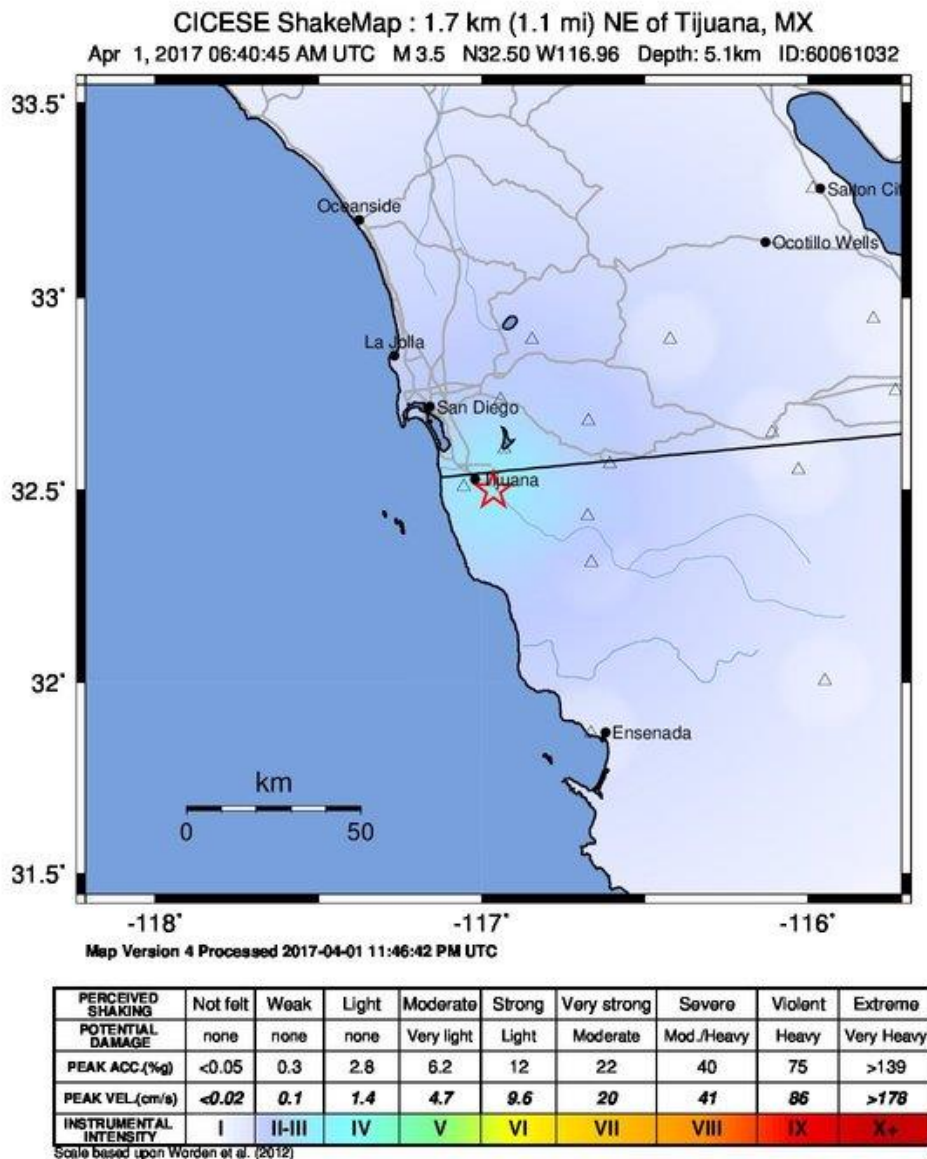 CICESE ShakeMap : 1.7 km (1.1 mi) NE of Tijuana, MX
Apr 1, 2017 06:40:45 AM UTC M 3.5 N32.50 W116.96 Depth: 5.1km ID:60061032
33.5˚
Salton Cit
Oceanside
Ocotillo Wells
33˚
La Jolla
San Diego
32.5˚
Tijuana
32˚
Ensenada
km
0 50
31.5˚
-118˚ -117˚ -116˚
Map Version 4 Processed 2017-04-01 11:46:42 PM UTC
PERCEIVED SHAKING Not felt Weak Light Moderate Strong Very strong Severe Violent Extreme
POTENTIAL DAMAGE none none none Very light Light Moderate Mod./Heavy Heavy Very Heavy
PEAK ACC.(%g) <0.05 0.3 2.8 6.2 12 22 40 75 >139
PEAK VEL.(cm/s) <0.02 0.1 1.4 4.7 9.6 20 41 86 >178
INSTRUMENTAL INTENSITY I II-III IV V VI VII VIII IX X+
Scale based upon Worden et al. (2012)